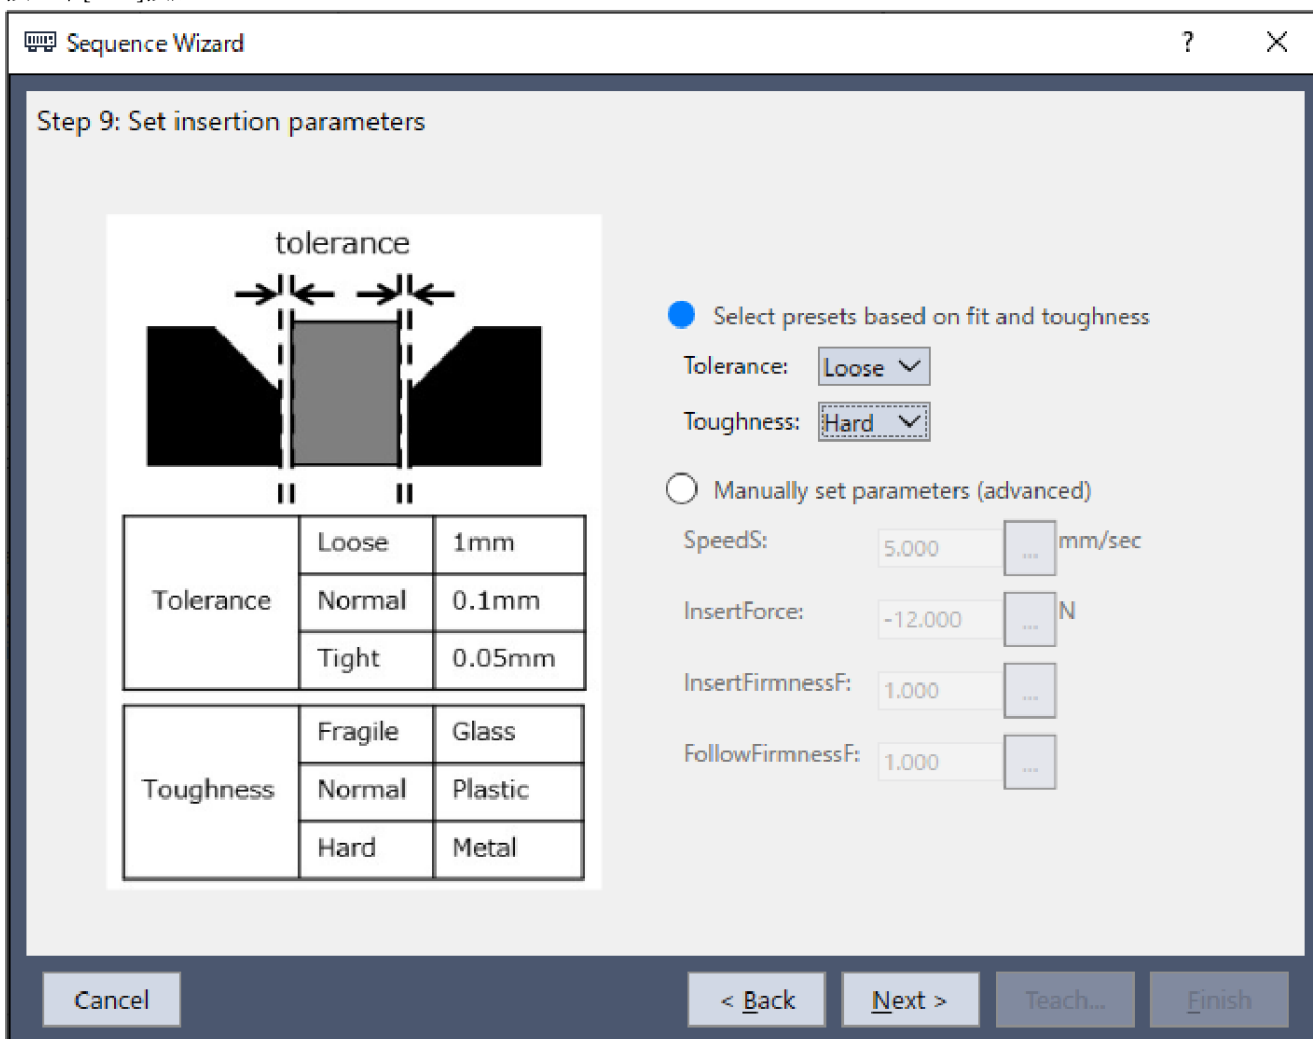 Sequence Wizard
?
Step 9: Set insertion parameters
tolerance
Tolerance
Loose 1mm
Normal 0.1mm
Tight 0.05mm
Toughness
Fragile Glass
Normal Plastic
Hard Metal
Select presets based on fit and toughness
Tolerance: Loose
Toughness: Hard
Manually set parameters (advanced)
SpeedS: 5.000 ... mm/sec
InsertForce: -12.000 ... N
InsertFirmnessF: 1.000 ...
FollowFirmnessF: 1.000 ...
Cancel < Back Next > Teach... Finish